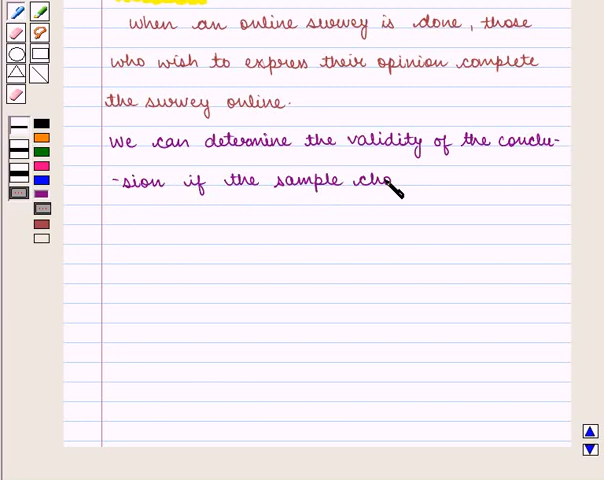 When an online survey is done, those
who wish to express their opinion complete
the survey online.
We can determine the validity of the conclu-
-sion if the sample cho